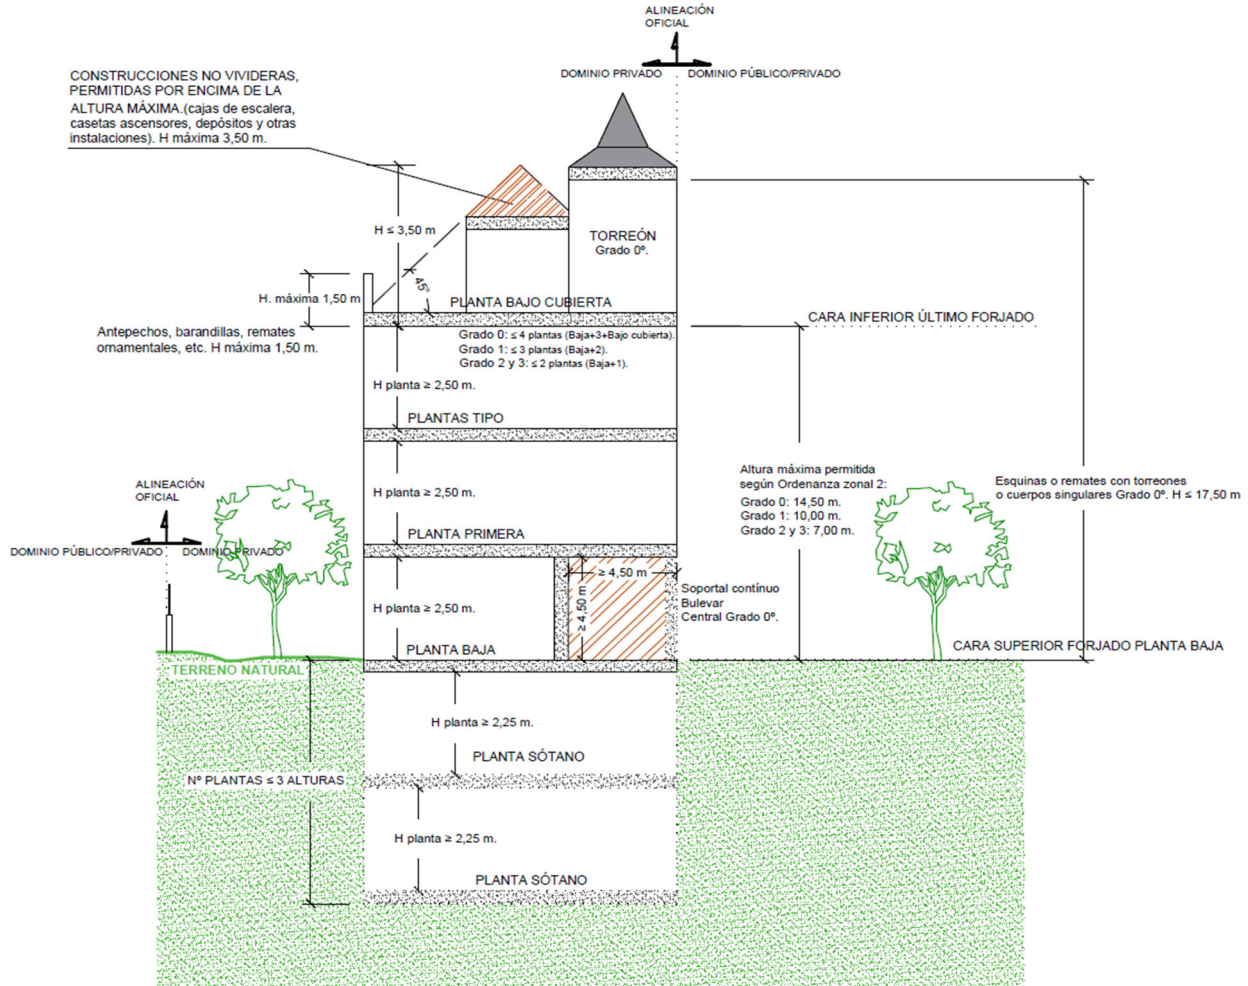 ALINEACIÓN
OFICIAL
DOMINIO PRIVADO
DOMINIO PÚBLICO/PRIVADO
CONSTRUCCIONES NO VIVIDERAS,
PERMITIDAS POR ENCIMA DE LA
ALTURA MÁXIMA.(cajas de escalera,
casetas ascensores, depósitos y otras
instalaciones). H máxima 3,50 m.
H ≤ 3,50 m
TORREÓN
Grado 0º.
45°
H. máxima 1,50 m
PLANTA BAJO CUBIERTA
CARA INFERIOR ÚLTIMO FORJADO
Antepechos, barandillas, remates
ornamentales, etc. H máxima 1,50 m.
Grado 0: ≤ 4 plantas (Baja+3+Bajo cubierta).
Grado 1: ≤ 3 plantas (Baja+2).
Grado 2 y 3: ≤ 2 plantas (Baja+1).
H planta ≥ 2,50 m.
PLANTAS TIPO
H planta ≥ 2,50 m.
PLANTA PRIMERA
Altura máxima permitida
según Ordenanza zonal 2:
Grado 0: 14,50 m.
Grado 1: 10,00 m.
Grado 2 y 3: 7,00 m.
Esquinas o remates con torreones
o cuerpos singulares Grado 0º. H ≤ 17,50 m
ALINEACIÓN
OFICIAL
DOMINIO PÚBLICO/PRIVADO
DOMINIO PRIVADO
≥ 4,50 m
≥ 4,50 m
H planta ≥ 2,50 m.
Soportal contínuo
Bulevar
Central Grado 0º.
PLANTA BAJA
CARA SUPERIOR FORJADO PLANTA BAJA
TERRENO NATURAL
H planta ≥ 2,25 m.
PLANTA SÓTANO
Nº PLANTAS ≤ 3 ALTURAS
H planta ≥ 2,25 m.
PLANTA SÓTANO